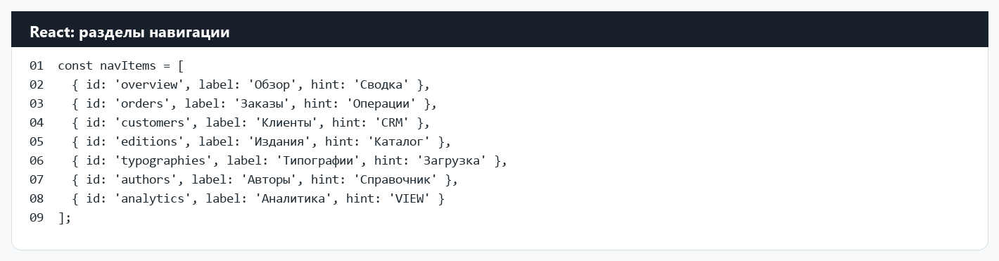 React: разделы навигации
01 const navItems = [
02   { id: 'overview', label: 'Обзор', hint: 'Сводка' },
03   { id: 'orders', label: 'Заказы', hint: 'Операции' },
04   { id: 'customers', label: 'Клиенты', hint: 'CRM' },
05   { id: 'editions', label: 'Издания', hint: 'Каталог' },
06   { id: 'typographies', label: 'Типографии', hint: 'Загрузка' },
07   { id: 'authors', label: 'Авторы', hint: 'Справочник' },
08   { id: 'analytics', label: 'Аналитика', hint: 'VIEW' }
09 ];